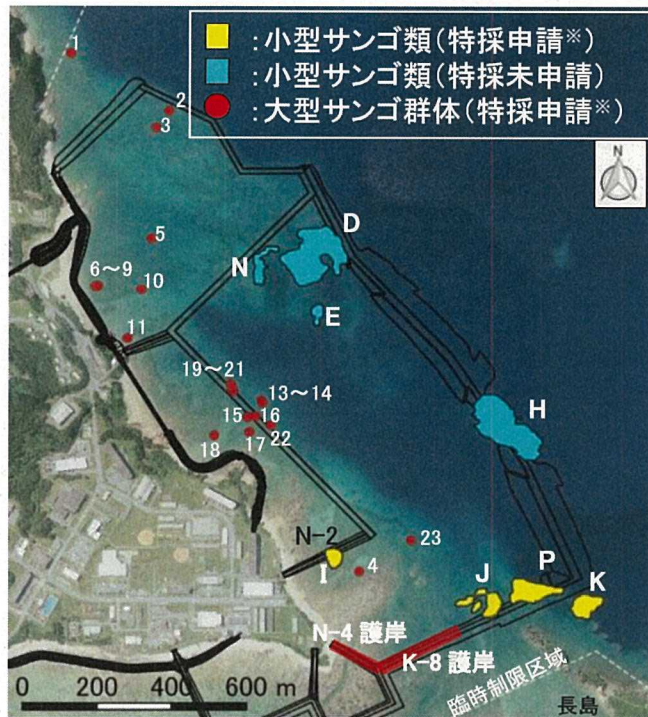 ：小型サンゴ類（特採申請※）
：小型サンゴ類（特採未申請）
：大型サンゴ群体（特採申請※）
1
N
2
3
D
5
N
6～9
10
E
11
19～21
13～14
H
15
16
22
17
18
N-2
23
I
4
P
J
K
N-4 護岸
K-8 護岸
臨時制限区域
0 200 400 600 m
長島